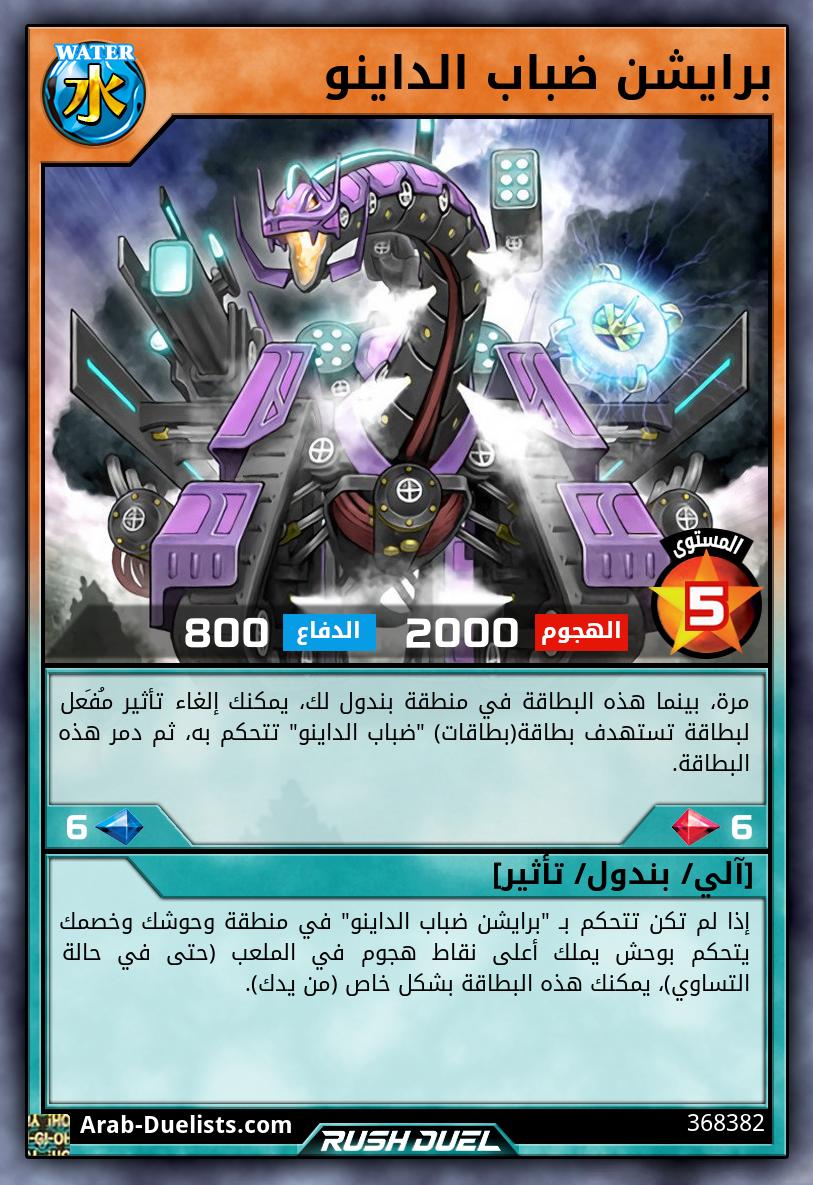 WATER
水
برايشن ضباب الداينو
المستوى
5
الهجوم 2000 الدفاع 800
مرة، بينما هذه البطاقة في منطقة بندول لك، يمكنك إلغاء تأثير مُفعَل
لبطاقة تستهدف بطاقة(بطاقات) "ضباب الداينو" تتحكم به، ثم دمر هذه
البطاقة.
6 6
[آلي/ بندول/ تأثير]
إذا لم تكن تتحكم بـ "برايشن ضباب الداينو" في منطقة وحوشك وخصمك
يتحكم بوحش يملك أعلى نقاط هجوم في الملعب (حتى في حالة
التساوي)، يمكنك هذه البطاقة بشكل خاص (من يدك).
Arab-Duelists.com
RUSH DUEL
368382